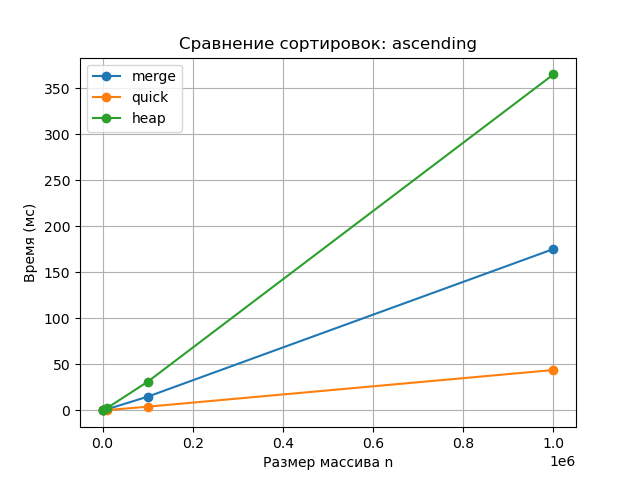 Сравнение сортировок: ascending
merge
quick
heap
350
300
250
200
150
100
50
0
Время (мс)
0.0 0.2 0.4 0.6 0.8 1.0
1e6
Размер массива n